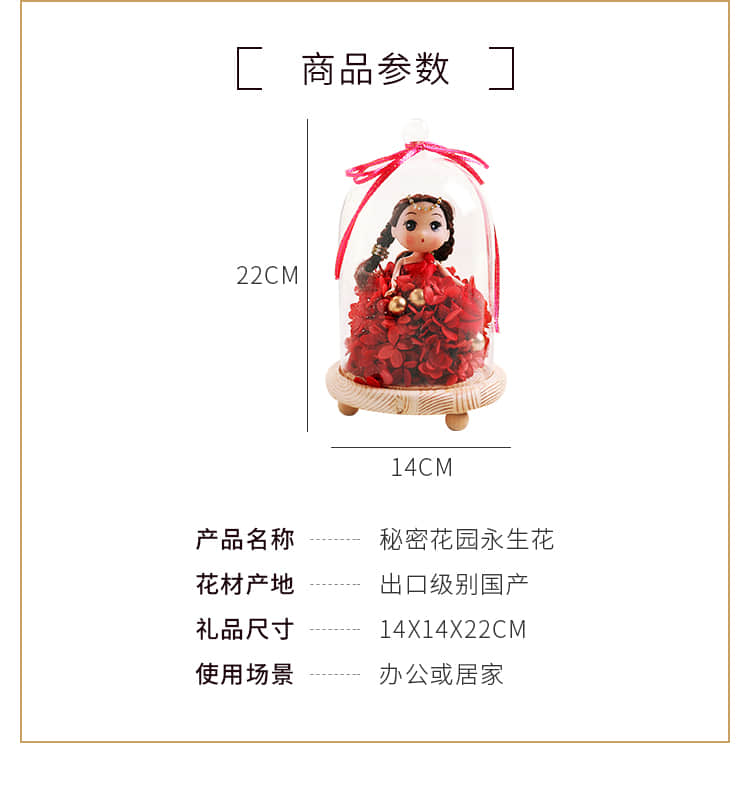 商品参数
22CM
14CM
产品名称 秘密花园永生花
花材产地 出口级别国产
礼品尺寸 14X14X22CM
使用场景 办公或居家